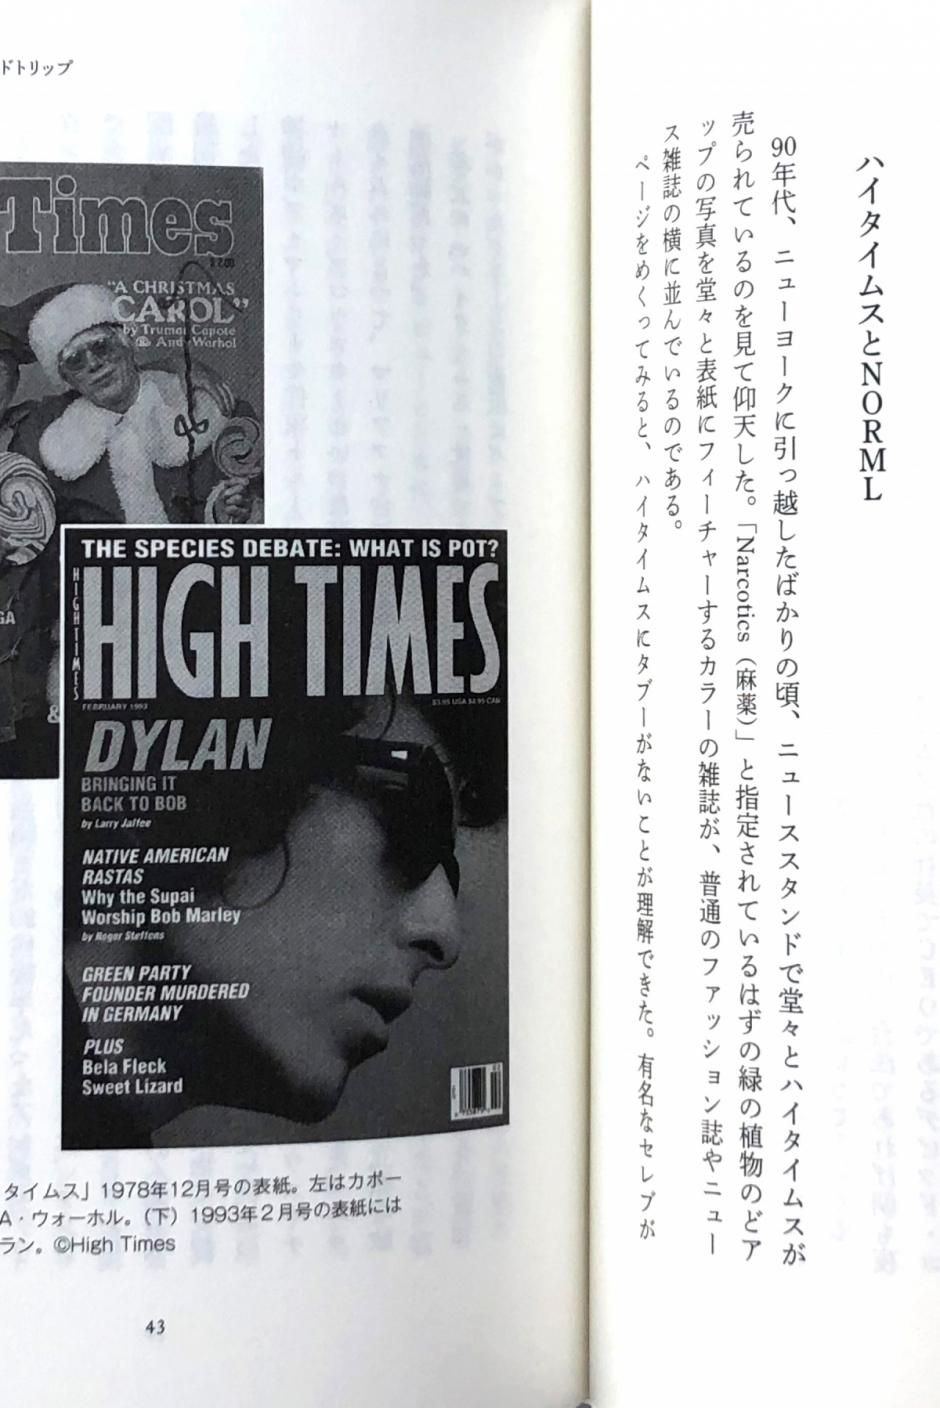 ハイタイムスとNORML
90年代、ニューヨークに引っ越したばかりの頃、ニューススタンドで堂々とハイタイムスが
売られているのを見て仰天した。「Narcotics（麻薬）」と指定されているはずの緑の植物のどア
ップの写真を堂々と表紙にフィーチャーするカラーの雑誌が、普通のファッション誌やニュー
ス雑誌の横に並んでいるのである。
ページをめくってみると、ハイタイムスにタブーがないことが理解できた。有名なセレブが
ドトリップ
Times
$2.00
"A CHRISTMAS
CAROL"
by Truman Capote
& Andy Warhol
GA
&
THE SPECIES DEBATE: WHAT IS POT?
HIGH TIMES
HIGH TIMES
FEBRUARY 1993
$3.95 USA $4.95 CAN
DYLAN
BRINGING IT
BACK TO BOB
by Larry Jaffee
NATIVE AMERICAN
RASTAS
Why the Supai
Worship Bob Marley
by Roger Steffens
GREEN PARTY
FOUNDER MURDERED
IN GERMANY
PLUS
Bela Fleck
Sweet Lizard
タイムス」1978年12月号の表紙。左はカポー
A・ウォーホル。（下）1993年2月号の表紙には
ラン。©High Times
43